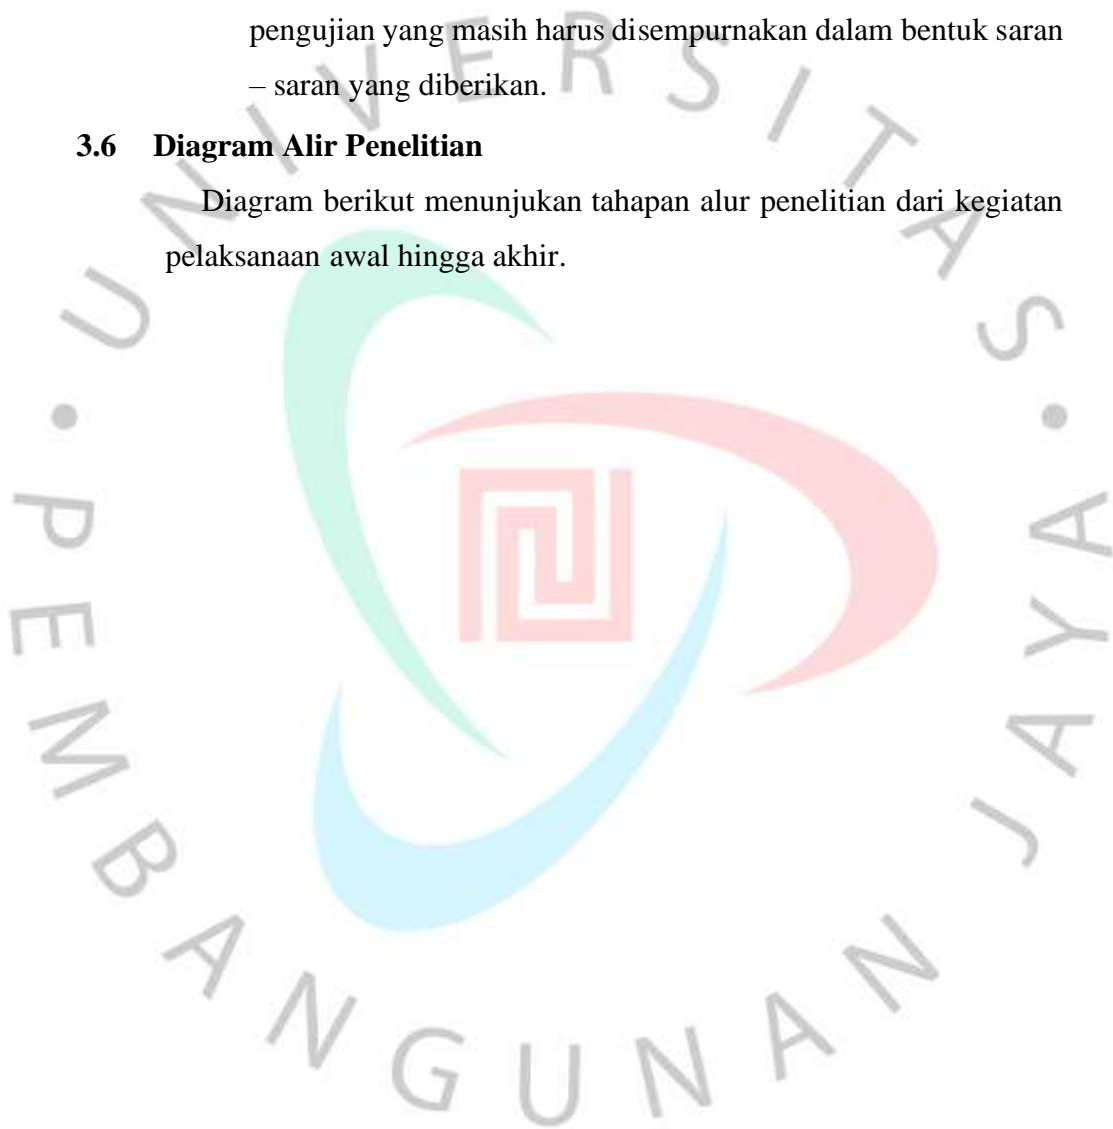 pengujian yang masih harus disempurnakan dalam bentuk saran
– saran yang diberikan.
3.6 Diagram Alir Penelitian
Diagram berikut menunjukan tahapan alur penelitian dari kegiatan
pelaksanaan awal hingga akhir.
UNIVERSITAS • PEMBANGUNAN JAYA •